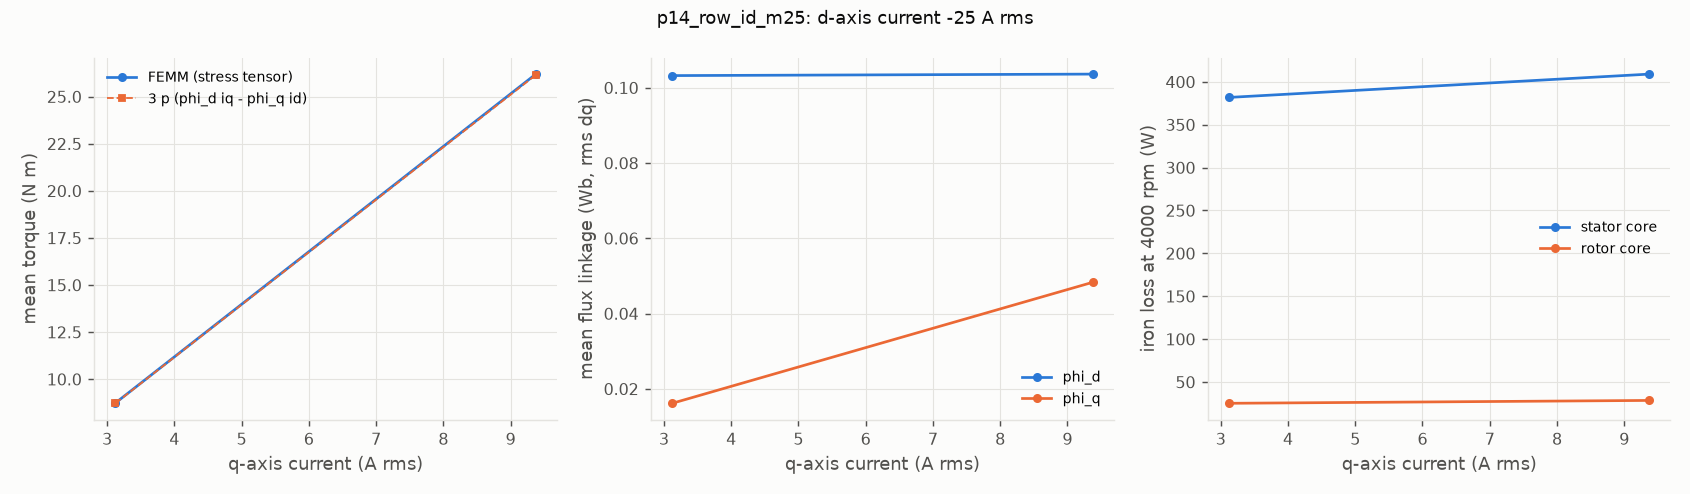 p14_row_id_m25: d-axis current -25 A rms
mean torque (N m)
25.0
22.5
20.0
17.5
15.0
12.5
10.0
FEMM (stress tensor)
3 p (phi_d iq - phi_q id)
3 4 5 6 7 8 9
q-axis current (A rms)
mean flux linkage (Wb, rms dq)
0.10
0.08
0.06
0.04
0.02
phi_d
phi_q
3 4 5 6 7 8 9
q-axis current (A rms)
iron loss at 4000 rpm (W)
400
350
300
250
200
150
100
50
stator core
rotor core
3 4 5 6 7 8 9
q-axis current (A rms)